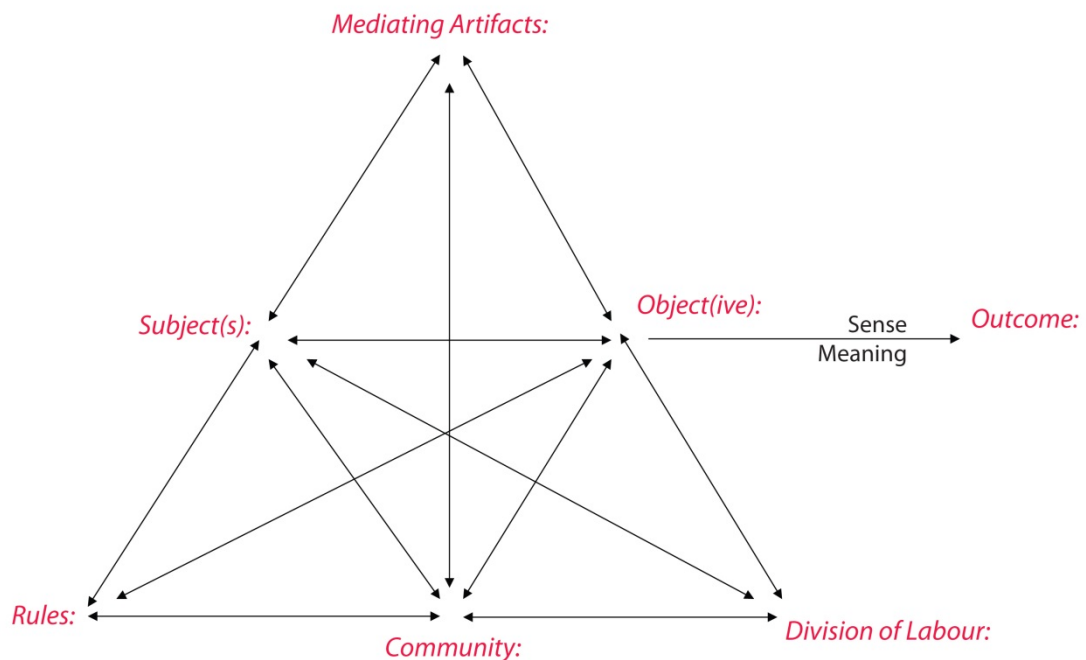 Mediating Artifacts:
Subject(s):
Object(ive):
Sense
Meaning
Outcome:
Rules:
Community:
Division of Labour: